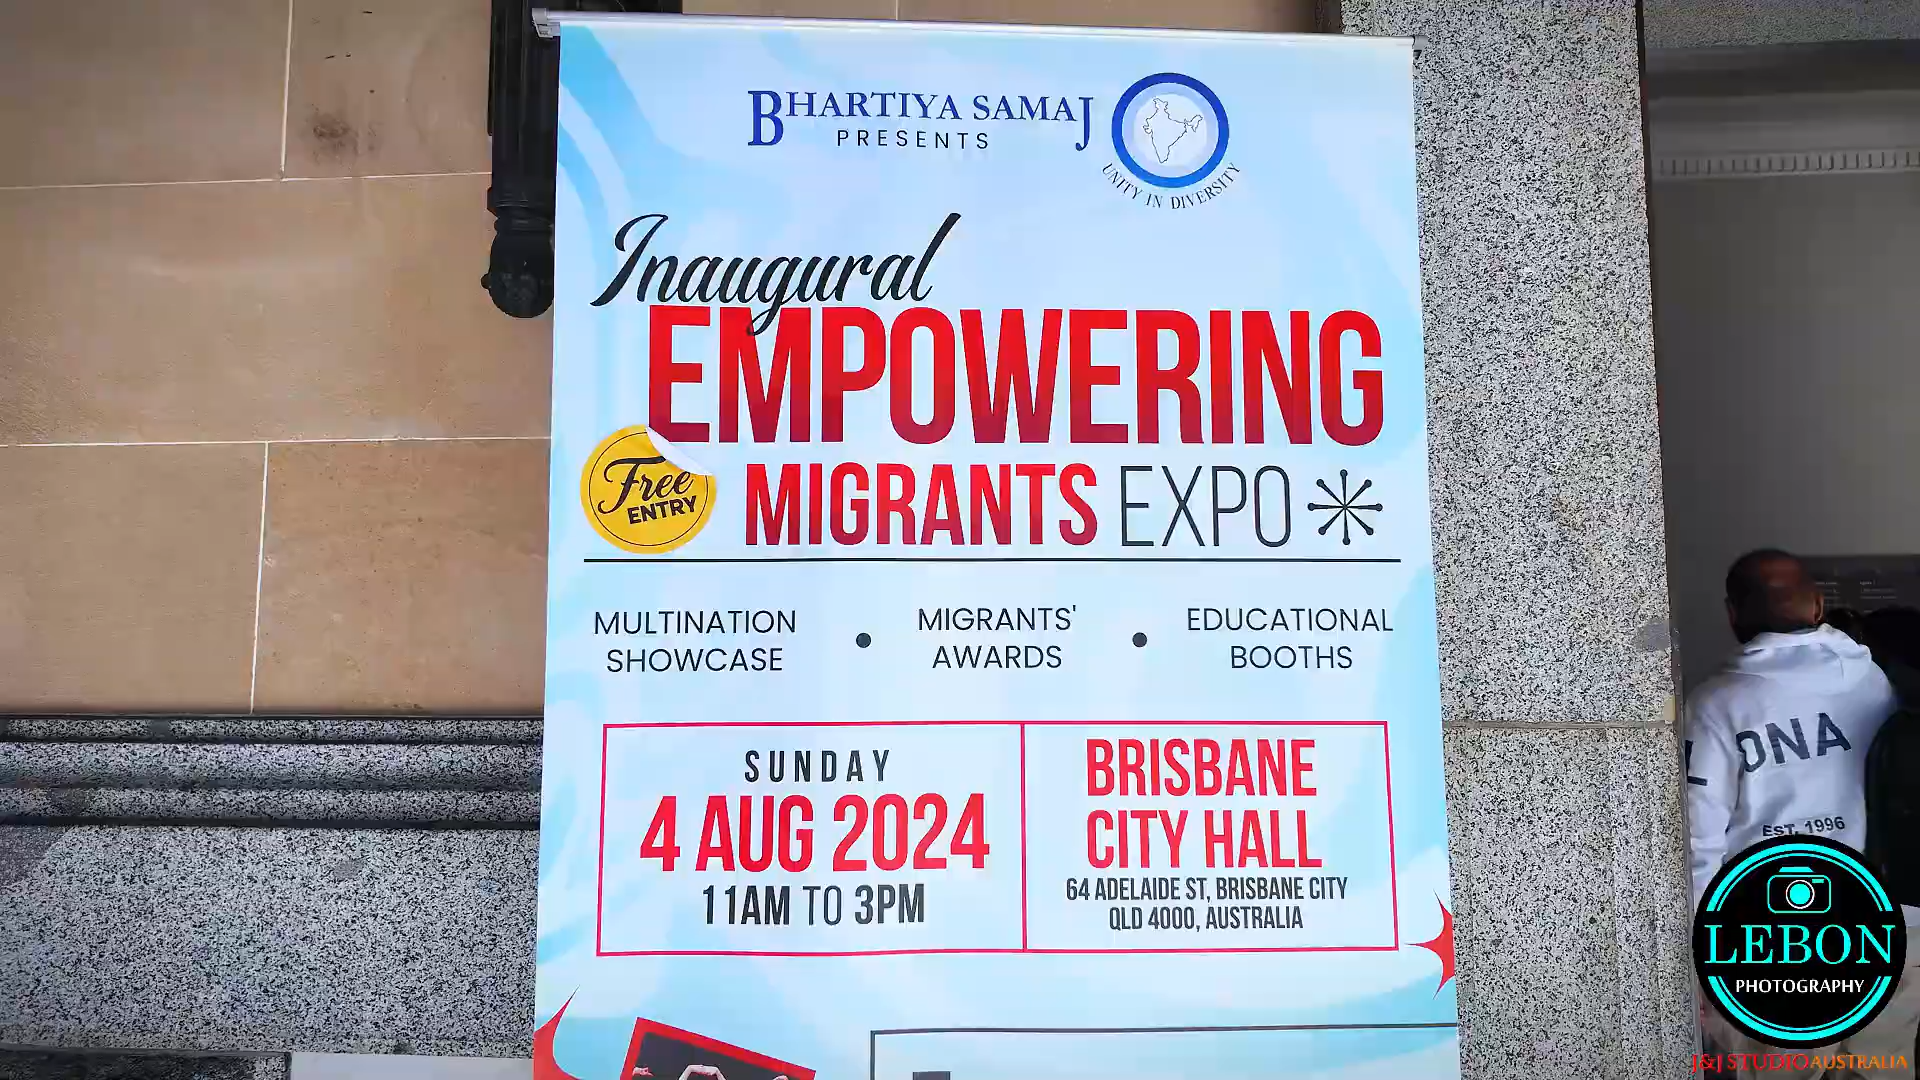 BHARTIYA SAMAJ
PRESENTS
UNITY IN DIVERSITY
Inaugural
EMPOWERING
MIGRANTS EXPO
Free
ENTRY
MULTINATION
SHOWCASE
•
MIGRANTS'
AWARDS
•
EDUCATIONAL
BOOTHS
SUNDAY
4 AUG 2024
11AM TO 3PM
BRISBANE
CITY HALL
64 ADELAIDE ST, BRISBANE CITY
QLD 4000, AUSTRALIA
ONA
EST. 1996
LEBON
PHOTOGRAPHY
J&J STUDIO AUSTRALIA